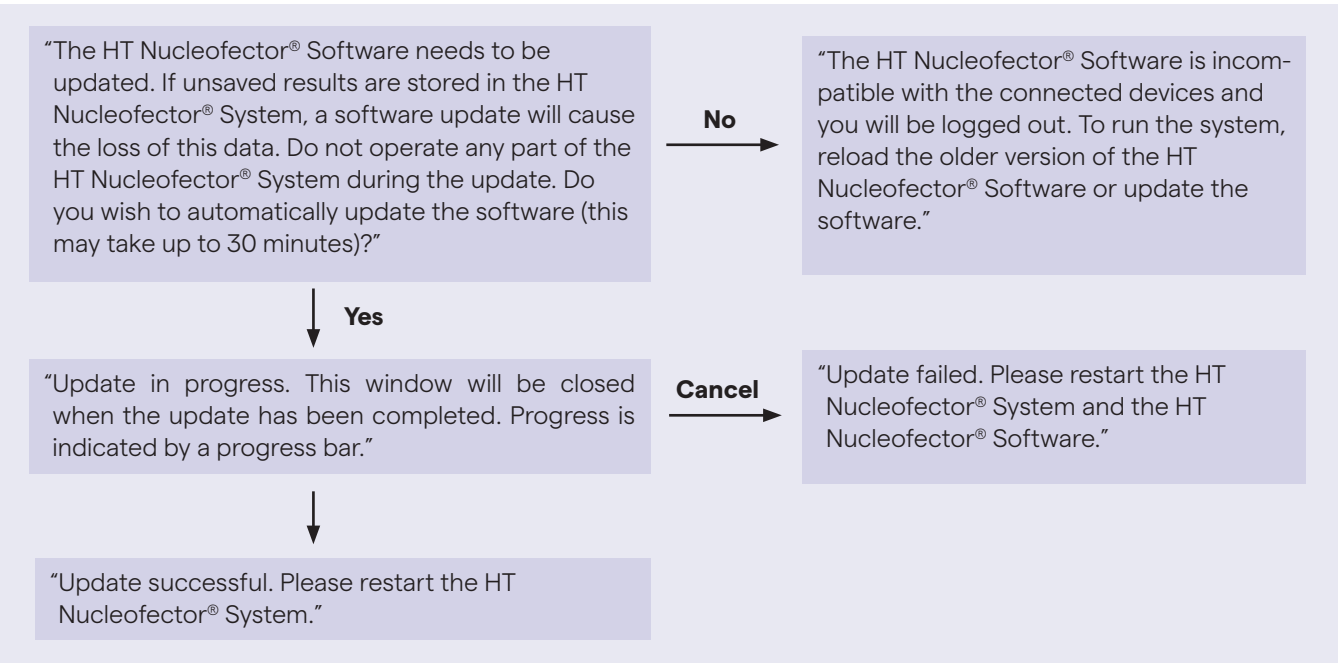 “The HT Nucleofector® Software needs to be
updated. If unsaved results are stored in the HT
Nucleofector® System, a software update will cause
the loss of this data. Do not operate any part of the
HT Nucleofector® System during the update. Do
you wish to automatically update the software (this
may take up to 30 minutes)?”
No
“The HT Nucleofector® Software is incom-
patible with the connected devices and
you will be logged out. To run the system,
reload the older version of the HT
Nucleofector® Software or update the
software.”
Yes
“Update in progress. This window will be closed
when the update has been completed. Progress is
indicated by a progress bar.”
Cancel
“Update failed. Please restart the HT
Nucleofector® System and the HT
Nucleofector® Software.”
“Update successful. Please restart the HT
Nucleofector® System.”